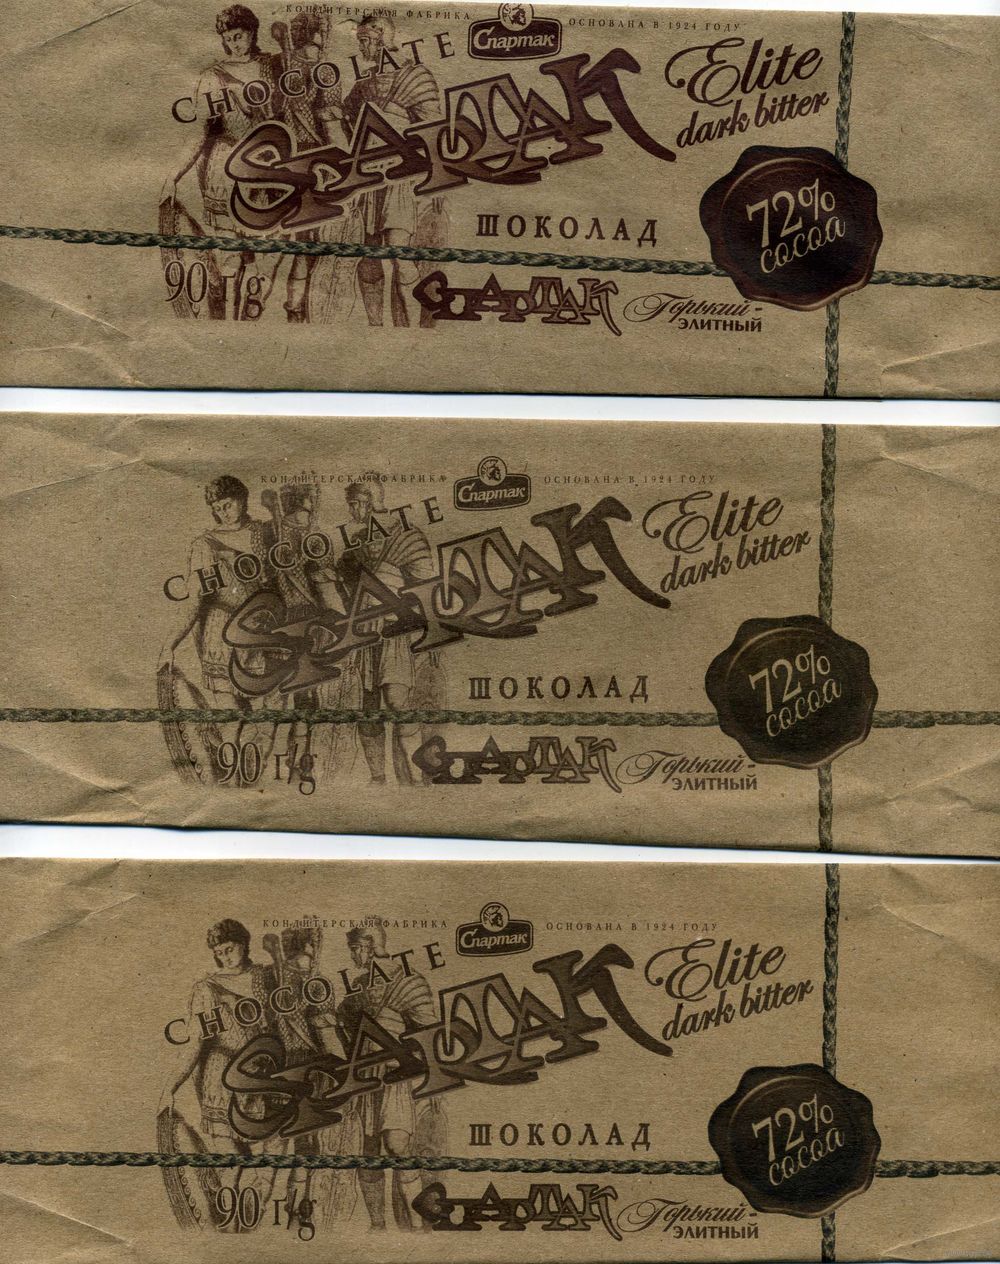 КОНДИТЕРСКАЯ ФАБРИКА
Спартак
ОСНОВАНА В 1924 ГОДУ
CHOCOLATE
SPARTAK
Elite
dark bitter
72%
cocoa
ШОКОЛАД
90 г/g
СПАРТАК
Горький-
ЭЛИТНЫЙ
КОНДИТЕРСКАЯ ФАБРИКА
Спартак
ОСНОВАНА В 1924 ГОДУ
CHOCOLATE
SPARTAK
Elite
dark bitter
72%
cocoa
ШОКОЛАД
90 г/g
СПАРТАК
Горький-
ЭЛИТНЫЙ
КОНДИТЕРСКАЯ ФАБРИКА
Спартак
ОСНОВАНА В 1924 ГОДУ
CHOCOLATE
SPARTAK
Elite
dark bitter
72%
cocoa
ШОКОЛАД
90 г/g
СПАРТАК
Горький-
ЭЛИТНЫЙ